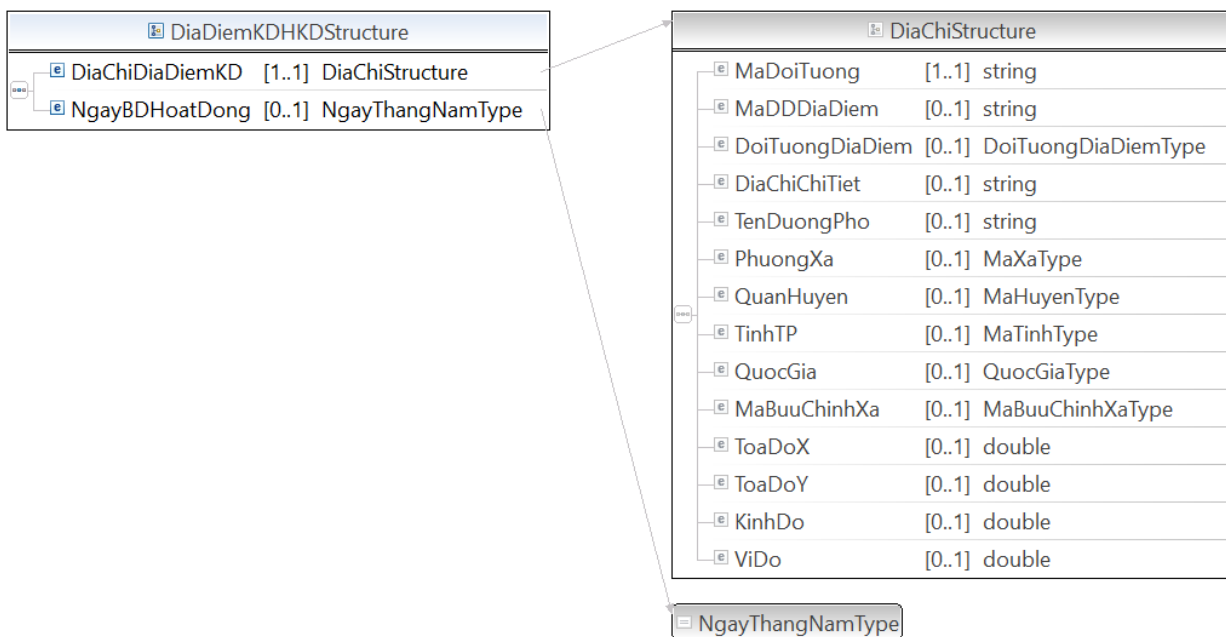 DiaDiemKDHKDStructure
DiaChiDiaDiemKD [1..1] DiaChiStructure
NgayBDHoatDong [0..1] NgayThangNamType
DiaChiStructure
MaDoiTuong [1..1] string
MaDDDiaDiem [0..1] string
DoiTuongDiaDiem [0..1] DoiTuongDiaDiemType
DiaChiChiTiet [0..1] string
TenDuongPho [0..1] string
PhuongXa [0..1] MaXaType
QuanHuyen [0..1] MaHuyenType
TinhTP [0..1] MaTinhType
QuocGia [0..1] QuocGiaType
MaBuuChinhXa [0..1] MaBuuChinhXaType
ToaDoX [0..1] double
ToaDoY [0..1] double
KinhDo [0..1] double
ViDo [0..1] double
NgayThangNamType